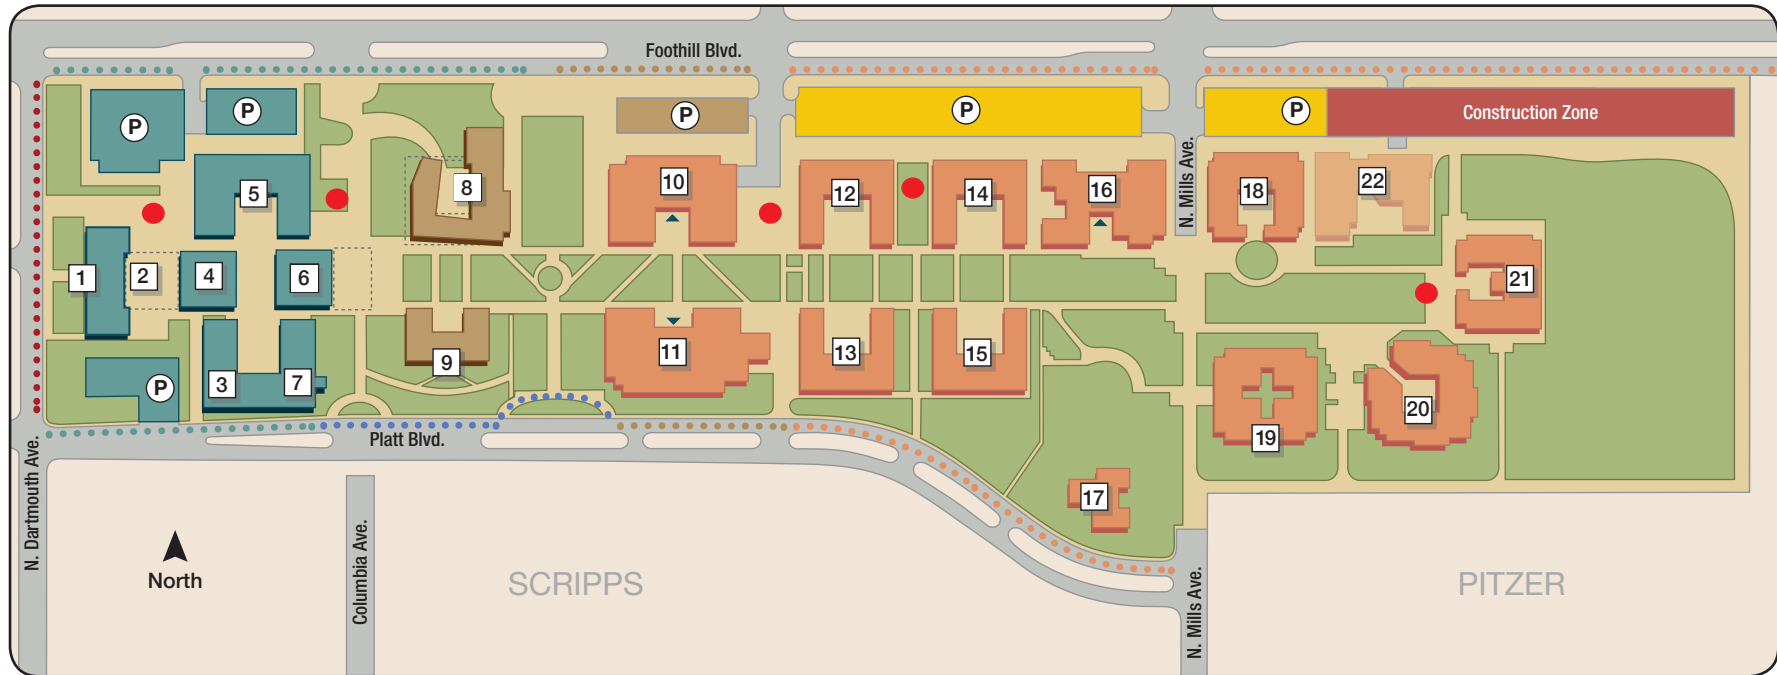 Foothill Blvd.
P
P
P
P
P
Construction Zone
5
8
10
12
14
16
18
22
N. Mills Ave.
1
2
4
6
21
3
7
9
11
13
15
P
19
20
Platt Blvd.
17
N. Dartmouth Ave.
North
Columbia Ave.
SCRIPPS
N. Mills Ave.
PITZER